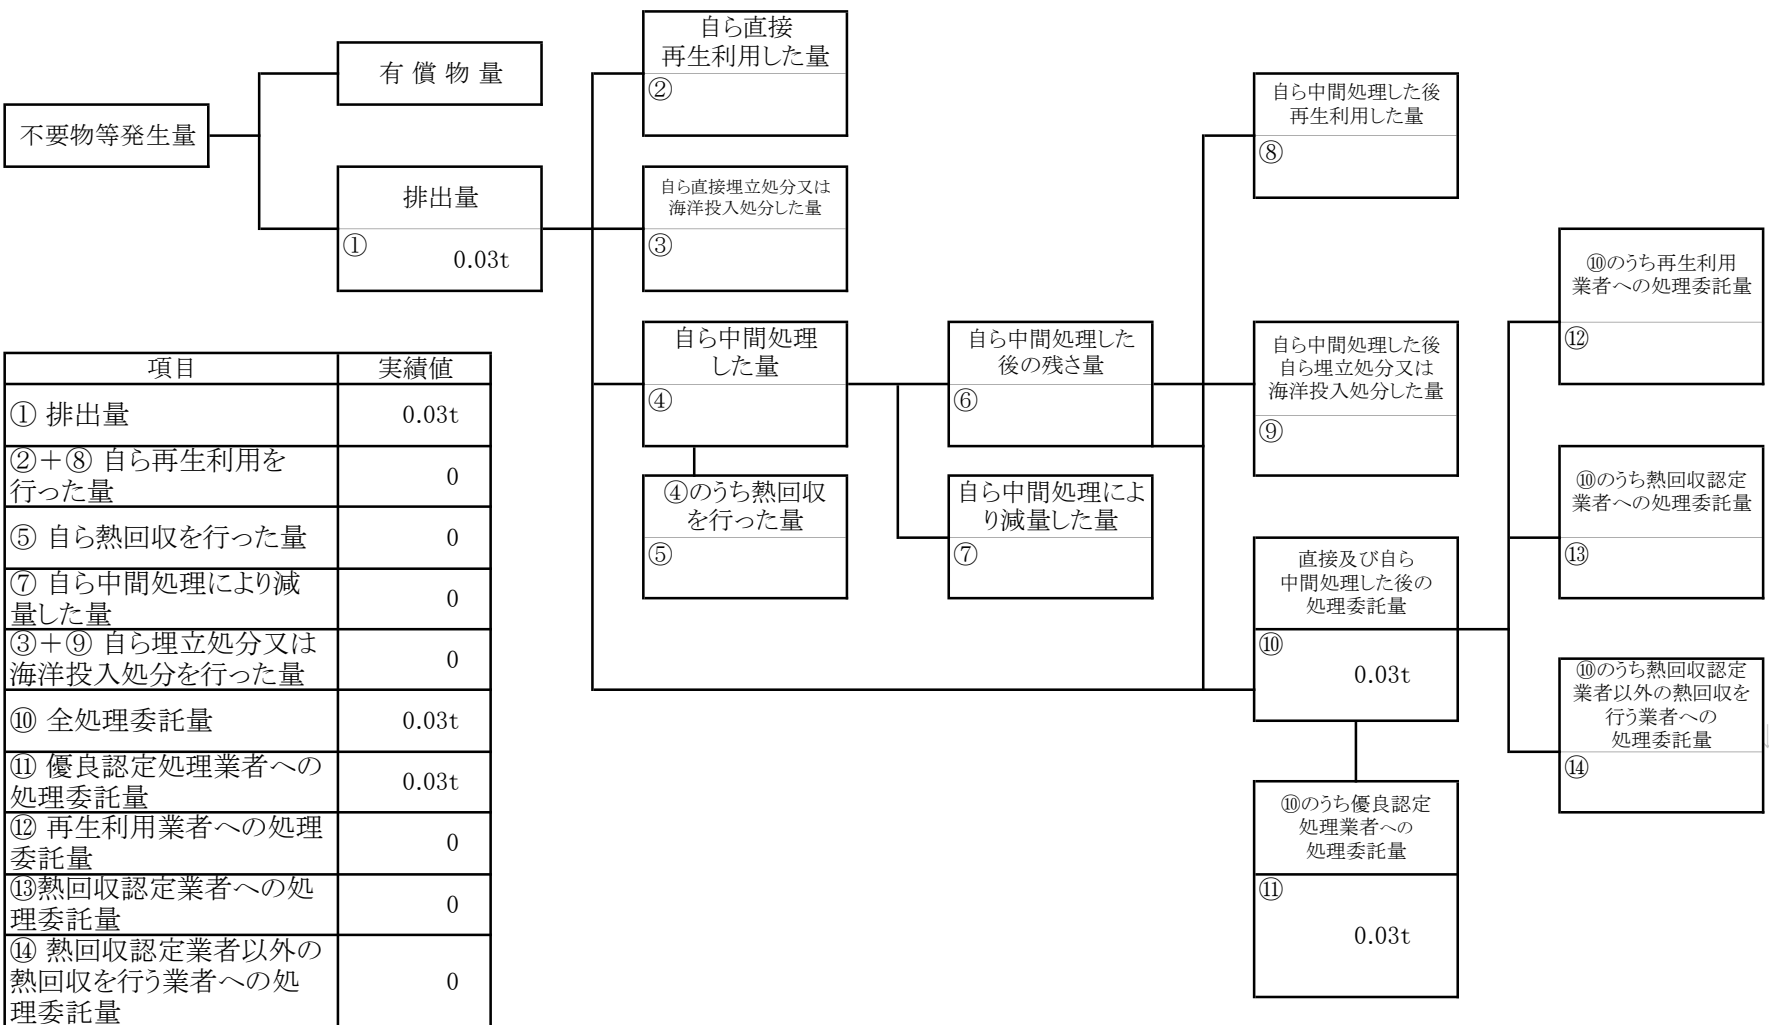 不要物等発生量
有 償 物 量
排出量
①
0.03t
自ら直接
再生利用した量
②
自ら直接埋立処分又は
海洋投入処分した量
③
自ら中間処理
した量
④
④のうち熱回収
を行った量
⑤
自ら中間処理した
後の残さ量
⑥
自ら中間処理によ
り減量した量
⑦
自ら中間処理した後
再生利用した量
⑧
自ら中間処理した後
自ら埋立処分又は
海洋投入処分した量
⑨
直接及び自ら
中間処理した後の
処理委託量
⑩
0.03t
⑩のうち優良認定
処理業者への
処理委託量
⑪
0.03t
⑩のうち再生利用
業者への処理委託量
⑫
⑩のうち熱回収認定
業者への処理委託量
⑬
⑩のうち熱回収認定
業者以外の熱回収を
行う業者への
処理委託量
⑭
項目 実績値
① 排出量 0.03t
②＋⑧ 自ら再生利用を
行った量 0
⑤ 自ら熱回収を行った量 0
⑦ 自ら中間処理により減
量した量 0
③＋⑨ 自ら埋立処分又は
海洋投入処分を行った量 0
⑩ 全処理委託量 0.03t
⑪ 優良認定処理業者への
処理委託量 0.03t
⑫ 再生利用業者への処理
委託量 0
⑬熱回収認定業者への処
理委託量 0
⑭ 熱回収認定業者以外の
熱回収を行う業者への処 0
理委託量